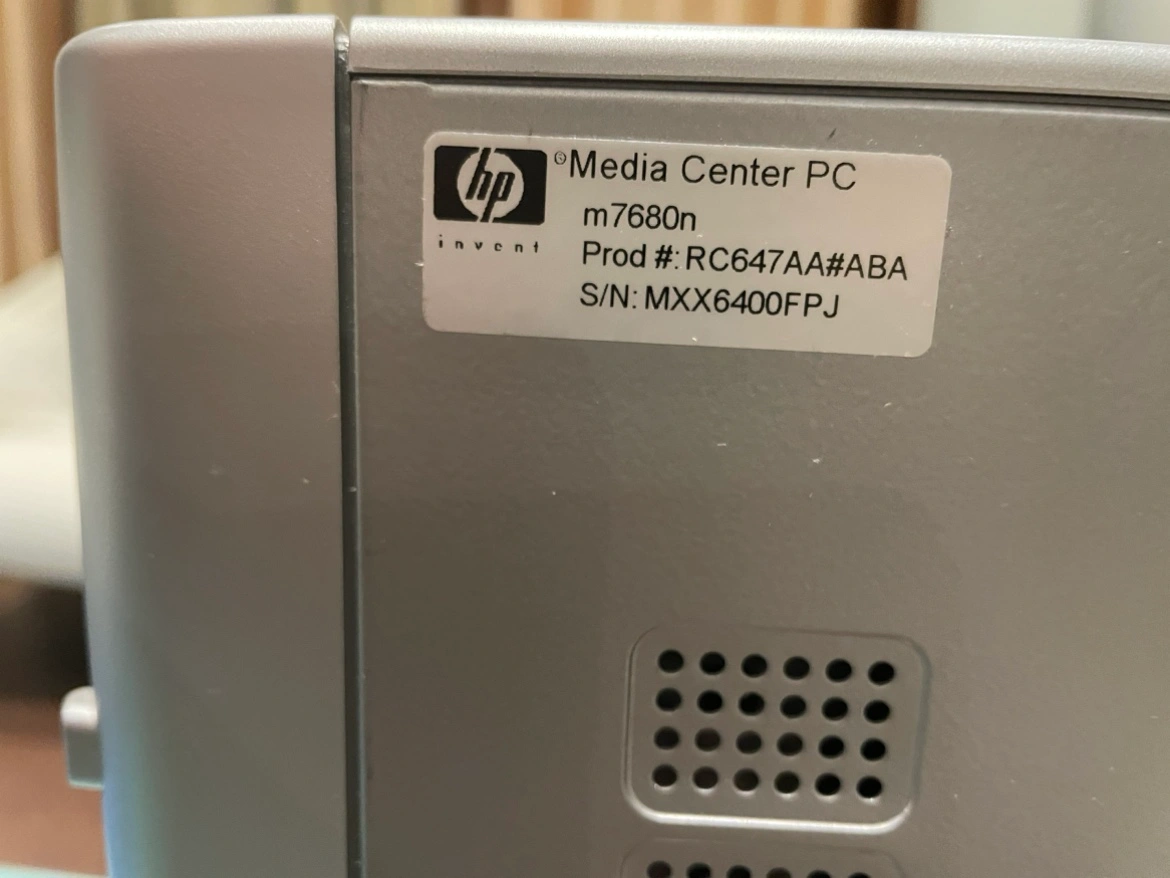 hp
invent
®Media Center PC
m7680n
Prod #: RC647AA#ABA
S/N: MXX6400FPJ